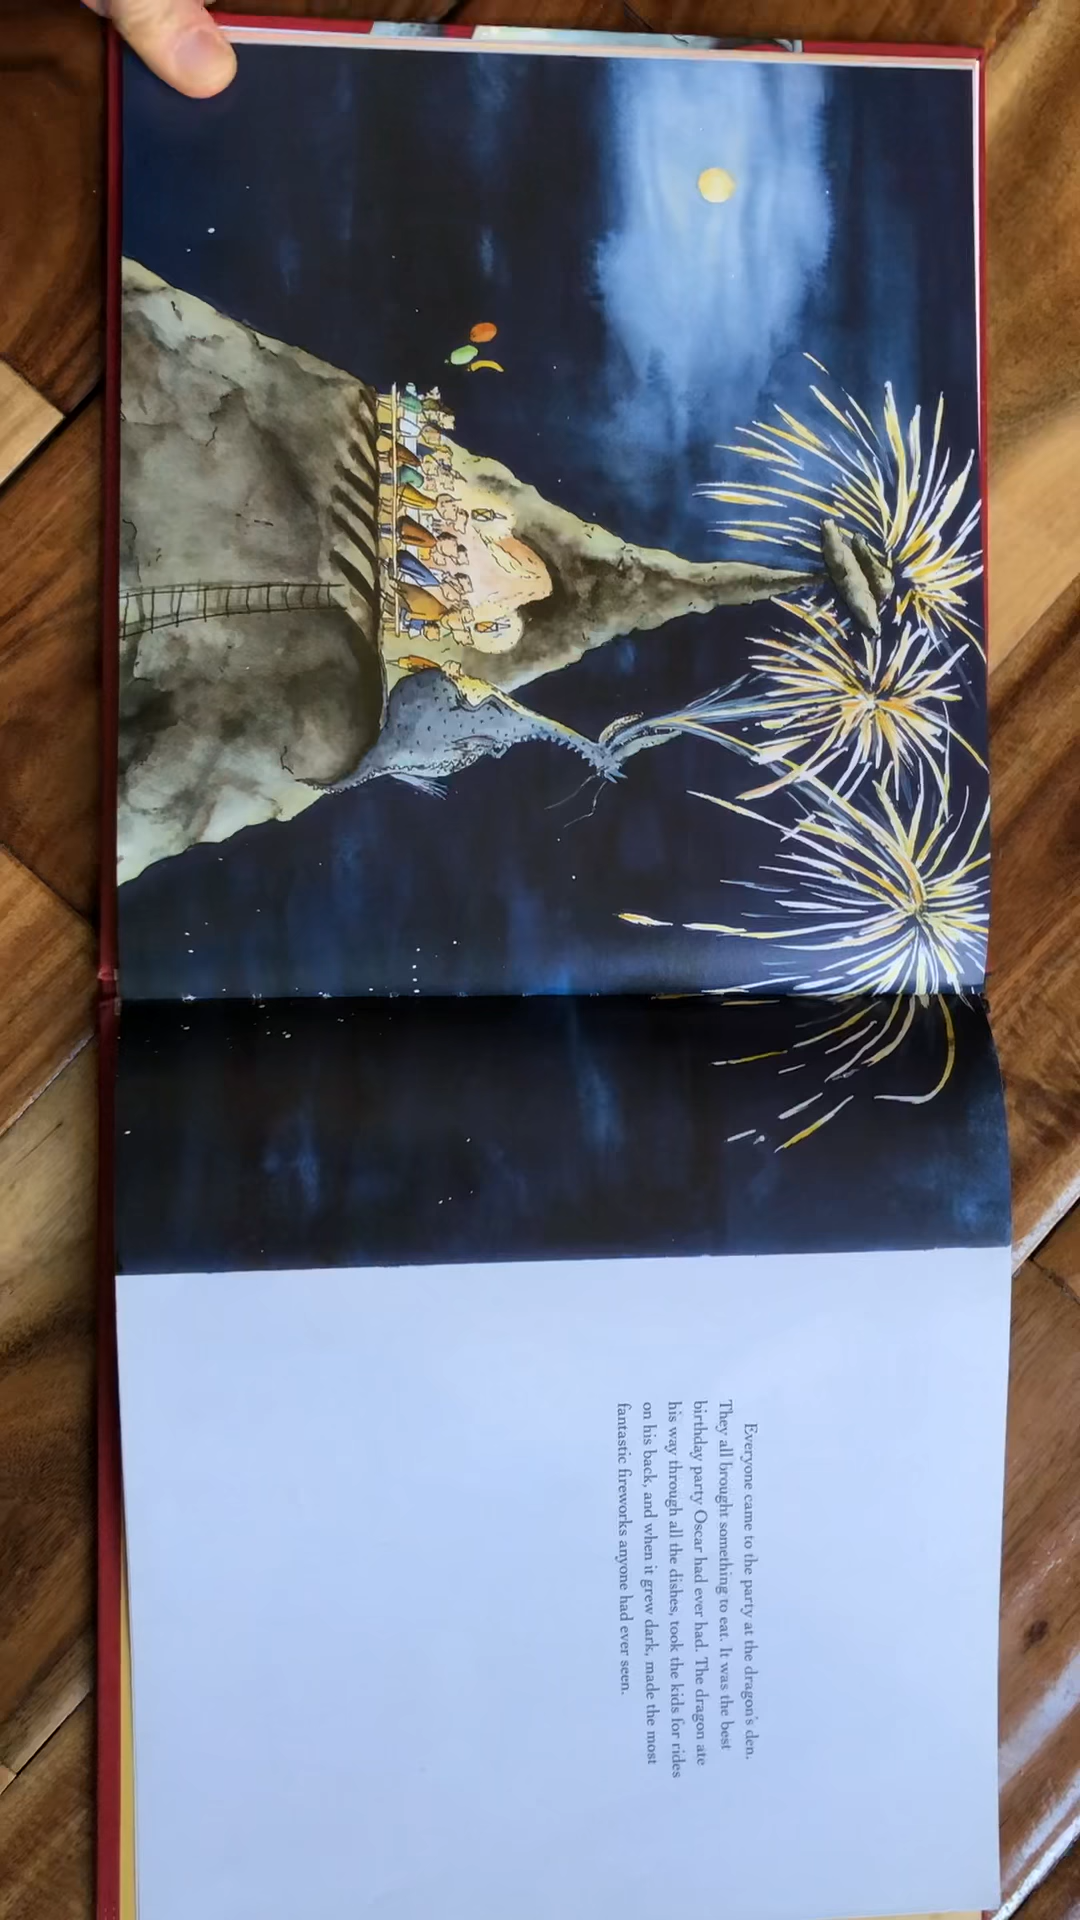 Everyone came to the party at the dragon's den.
They all brought something to eat. It was the best
birthday party Oscar had ever had. The dragon ate
his way through all the dishes, took the kids for rides
on his back, and when it grew dark, made the most
fantastic fireworks anyone had ever seen.